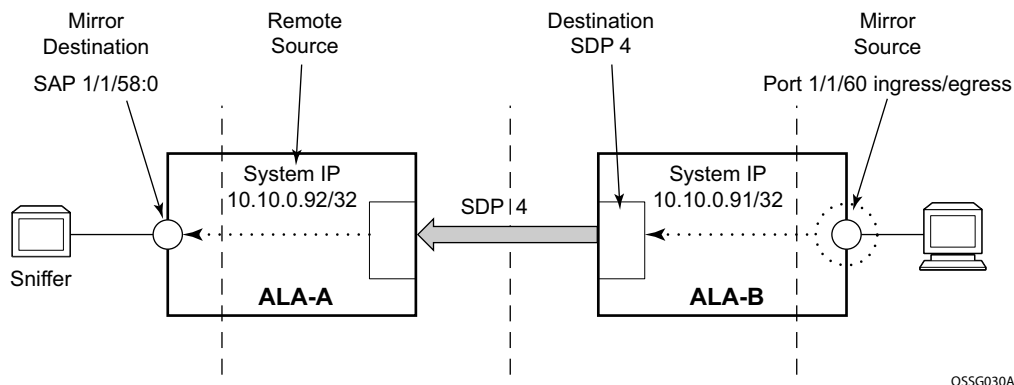 Mirror
Destination
SAP 1/1/58:0
Remote
Source
Destination
SDP 4
Mirror
Source
Port 1/1/60 ingress/egress
System IP
10.10.0.92/32
SDP 4
System IP
10.10.0.91/32
Sniffer
ALA-A
ALA-B
OSSG030A